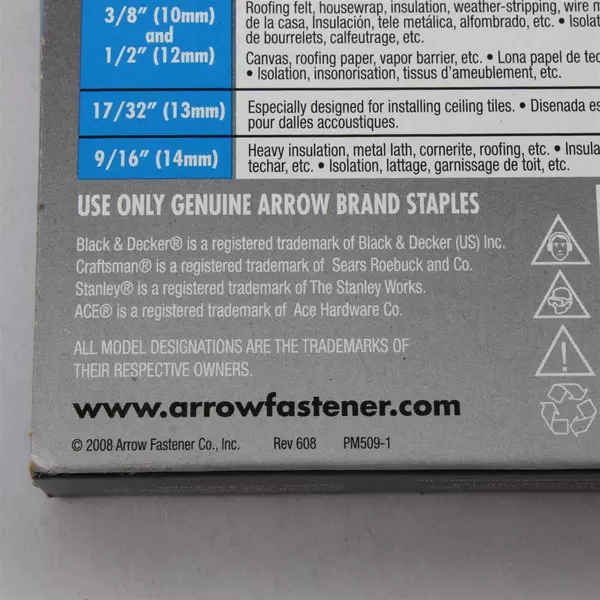 3/8" (10mm)
and
1/2" (12mm)
Roofing felt, housewrap, insulation, weather-stripping, wire
de la casa, Insulación, tele metálica, alfombrado, etc. •
de bourrelets, calfeutrage, etc.
Canvas, roofing paper, vapor barrier, etc. • Lona papel de
• Isolation, insonorisation, tissus d'ameublement, etc.
17/32" (13mm)
Especially designed for installing ceiling tiles. • Disenada
pour dalles accoustiques.
9/16" (14mm)
Heavy insulation, metal lath, cornerite, roofing, etc. •
techar, etc. • Isolation, lattage, garnissage de toit, etc.
USE ONLY GENUINE ARROW BRAND STAPLES
Black & Decker® is a registered trademark of Black & Decker (US) Inc.
Craftsman® is a registered trademark of Sears Roebuck and Co.
Stanley® is a registered trademark of The Stanley Works.
ACE® is a registered trademark of Ace Hardware Co.
ALL MODEL DESIGNATIONS ARE THE TRADEMARKS OF
THEIR RESPECTIVE OWNERS.
www.arrowfastener.com
© 2008 Arrow Fastener Co., Inc. Rev 608 PM509-1